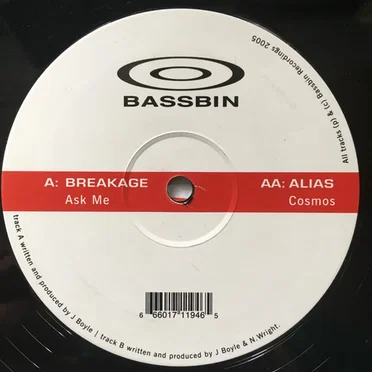 BASSBIN
A: BREAKAGE
Ask Me
AA: ALIAS
Cosmos
6 66017 11946 5
track A written and produced by J Boyle | track B written and produced by J Boyle & N.Wright.
All tracks (p) & (c) Bassbin Recordings 2005